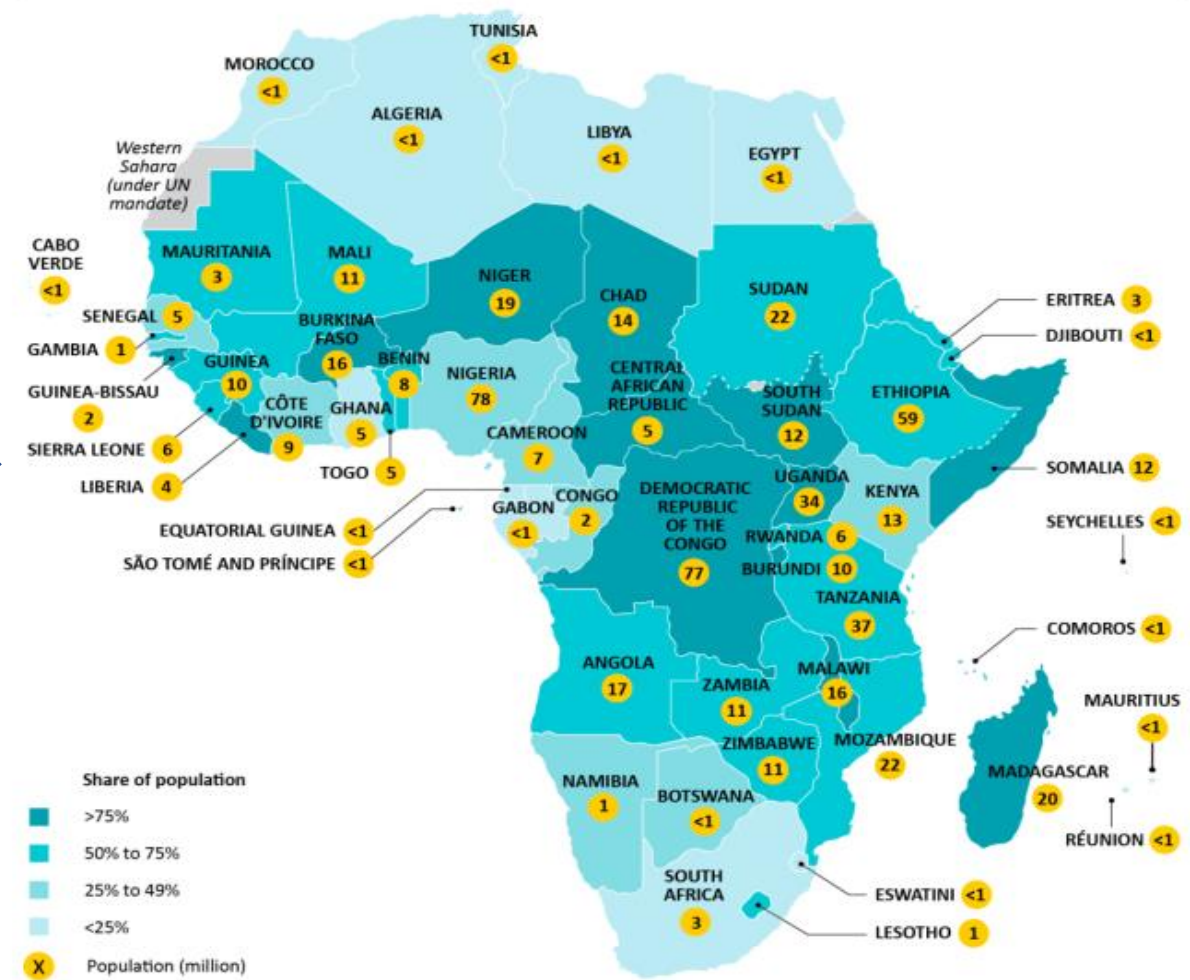 TUNISIA
<1
MOROCCO
<1
ALGERIA
<1
LIBYA
<1
EGYPT
<1
Western
Sahara
(under UN
mandate)
CABO
VERDE
<1
MAURITANIA
3
MALI
11
NIGER
19
CHAD
14
SUDAN
22
ERITREA 3
DJIBOUTI <1
SENEGAL 5
GAMBIA 1
GUINEA-BISSAU
2
GUINEA
10
BURKINA
FASO
16
BENIN
8
NIGERIA
78
CENTRAL
AFRICAN
REPUBLIC
5
SOUTH
SUDAN
12
ETHIOPIA
59
SIERRA LEONE 6
LIBERIA 4
CÔTE
D'IVOIRE
9
GHANA
5
TOGO 5
CAMEROON
7
SOMALIA 12
EQUATORIAL GUINEA <1
SÃO TOMÉ AND PRÍNCIPE <1
GABON
<1
CONGO
2
DEMOCRATIC
REPUBLIC
OF THE
CONGO
77
UGANDA
34
KENYA
13
RWANDA 6
BURUNDI 10
TANZANIA
37
SEYCHELLES <1
COMOROS <1
ANGOLA
17
ZAMBIA
11
MALAWI
16
MAURITIUS
<1
ZIMBABWE
11
MOZAMBIQUE
22
MADAGASCAR
20
RÉUNION <1
NAMIBIA
1
BOTSWANA
<1
SOUTH
AFRICA
3
ESWATINI <1
LESOTHO 1
Share of population
>75%
50% to 75%
25% to 49%
<25%
X Population (million)